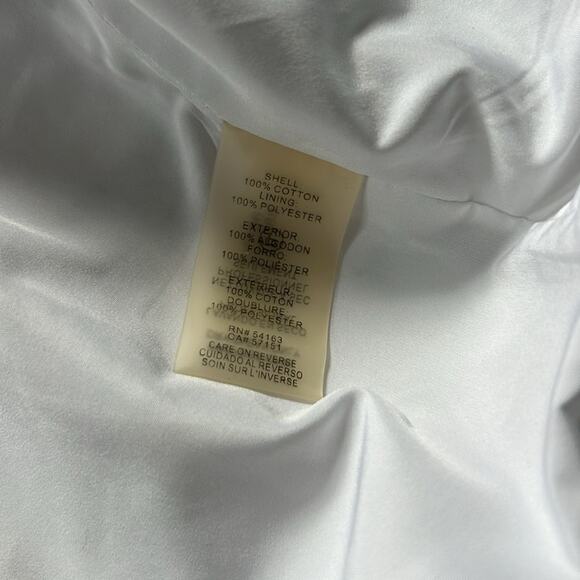 SHELL
100% COTTON
LINING:
100% POLYESTER
EXTERIOR
100% ALGODON
FORRO:
100% POLIÉSTER
EXTERIEUR:
100% COTON
DOUBLURE:
100% POLYESTER
RN# 54163
CA# 57151
CARE ON REVERSE
CUIDADO AL REVERSO
SOIN SUR L'INVERSE